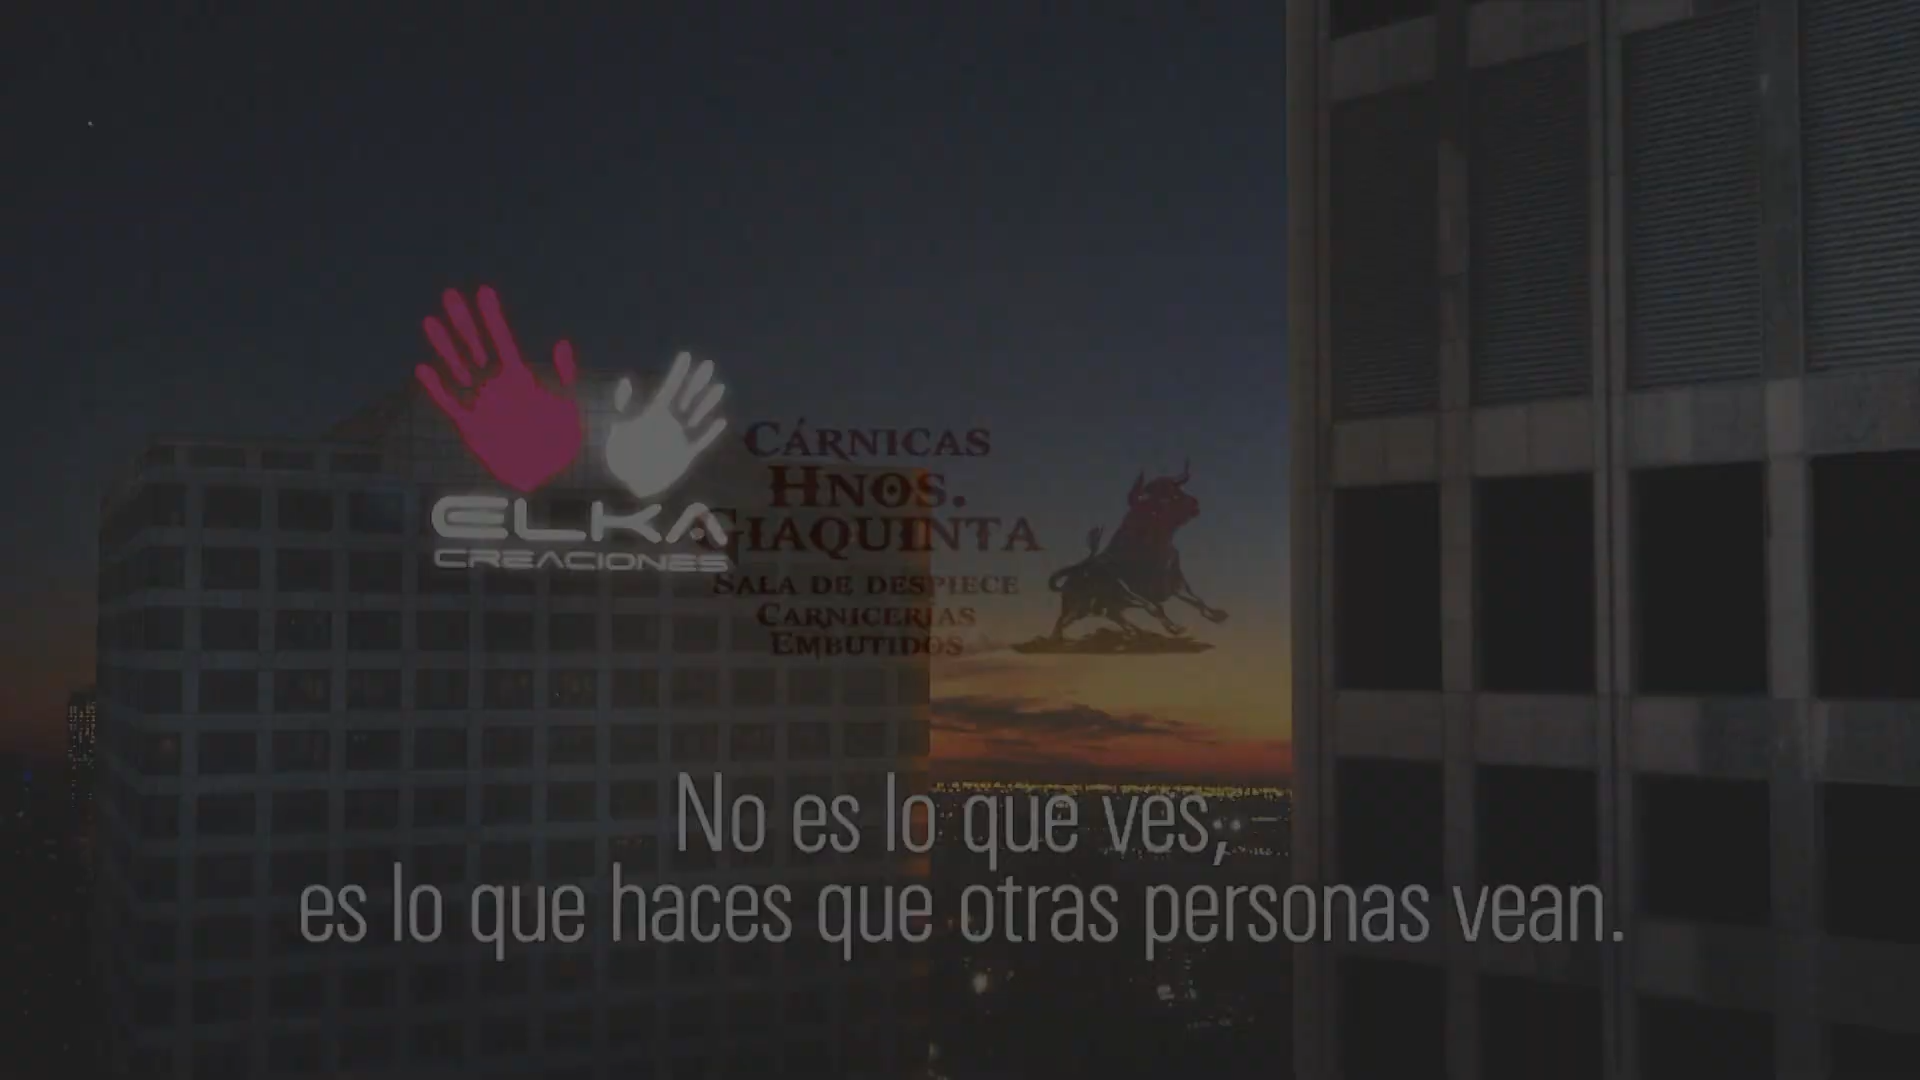 ELKA
CREACIONES
CÁRNICAS
HNOS.
GIAQUINTA
SALA DE DESPIECE
CARNICERÍAS
EMBUTIDOS
No es lo que ves,
es lo que haces que otras personas vean.